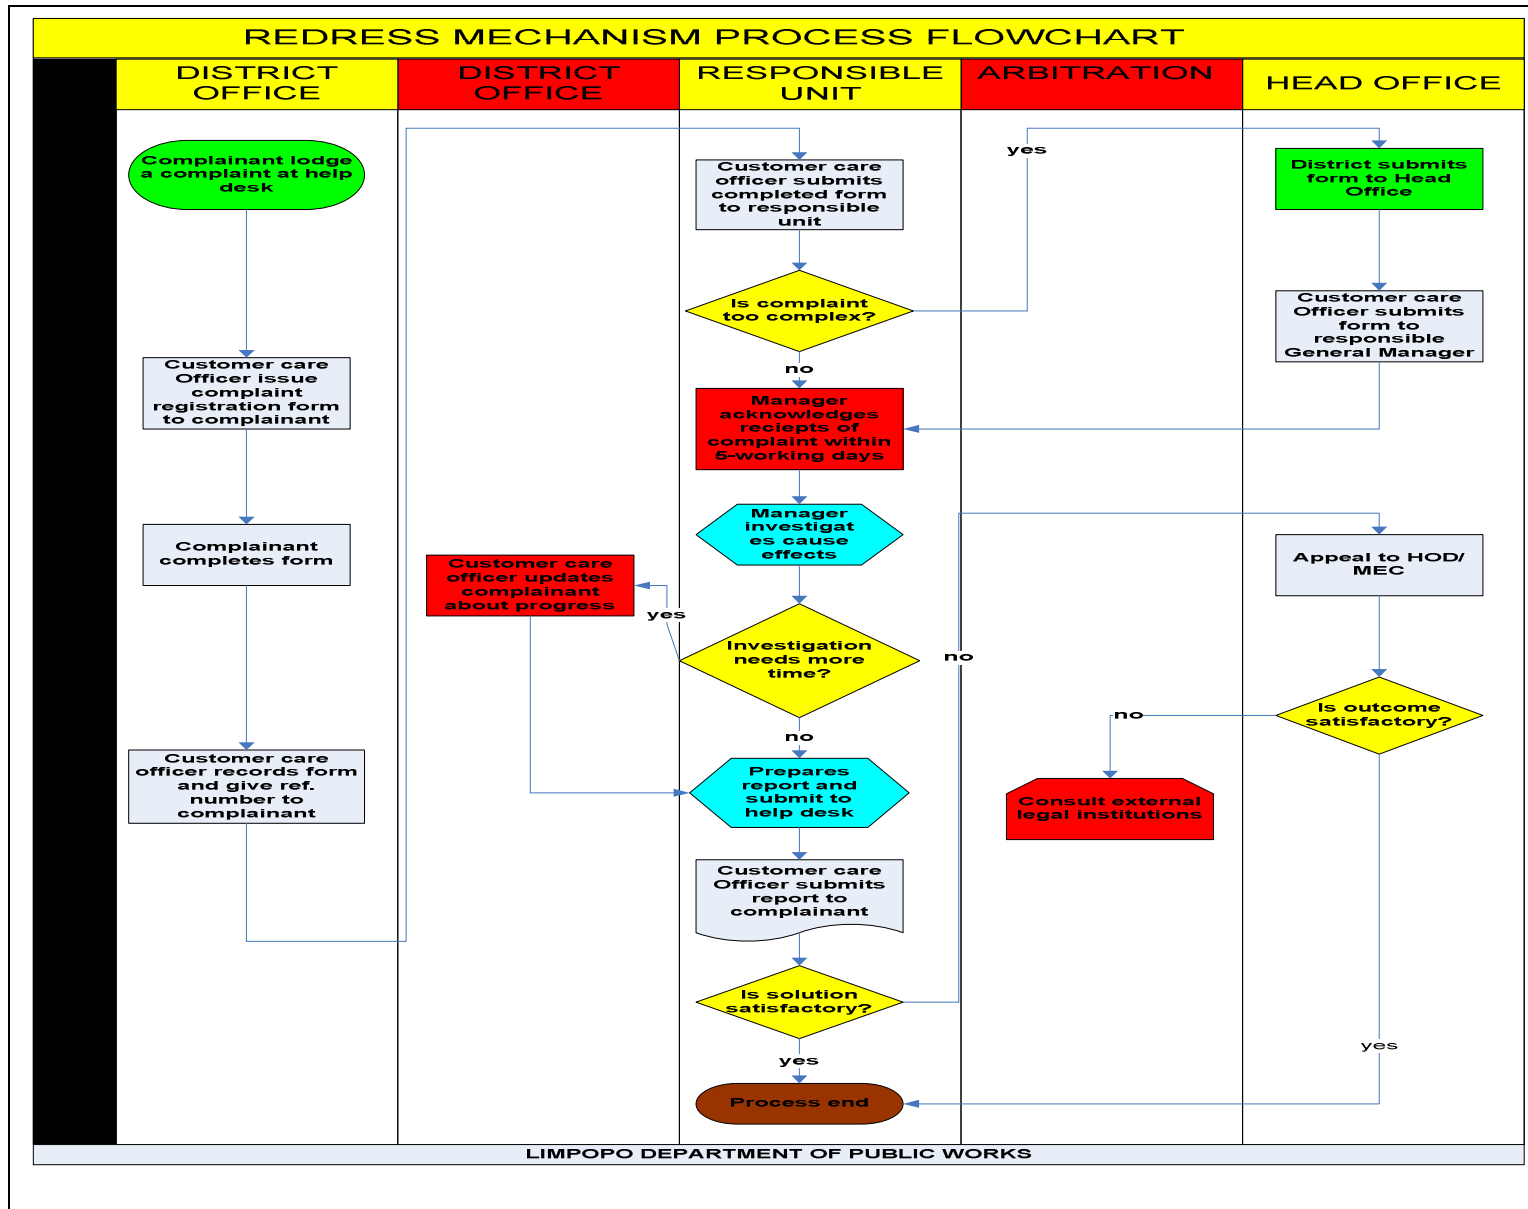 REDRESS MECHANISM PROCESS FLOWCHART
DISTRICT
OFFICE
DISTRICT
OFFICE
RESPONSIBLE
UNIT
ARBITRATION
HEAD OFFICE
Complainant lodge
a complaint at help
desk
Customer care
Officer issue
complaint
registration form
to complainant
Complainant
completes form
Customer care
officer records form
and give ref.
number to
complainant
Customer care
officer updates
complainant
about progress
yes
Customer care
officer submits
completed form
to responsible
unit
Is complaint
too complex?
no
Manager
acknowledges
reciepts of
complaint within
5-working days
Manager
investigat
es cause
effects
Investigation
needs more
time?
no
Prepares
report and
submit to
help desk
Customer care
Officer submits
report to
complainant
Is solution
satisfactory?
yes
Process end
no
yes
no
Consult external
legal institutions
District submits
form to Head
Office
Customer care
Officer submits
form to
responsible
General Manager
Appeal to HOD/
MEC
Is outcome
satisfactory?
yes
LIMPOPO DEPARTMENT OF PUBLIC WORKS